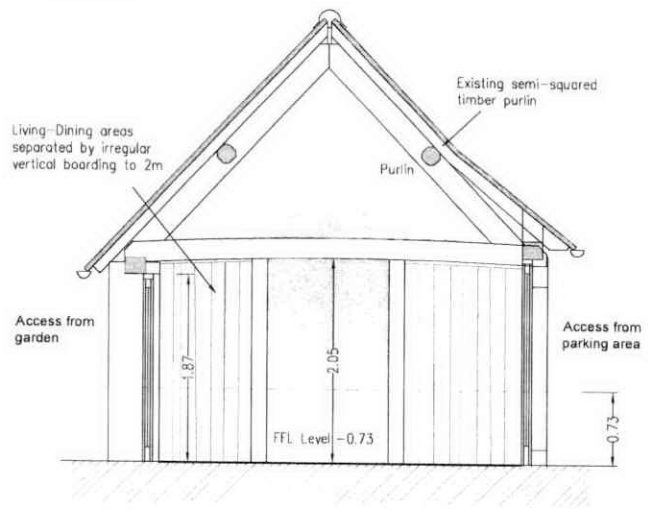 Existing semi-squared
timber purlin
Living-Dining areas
separated by irregular
vertical boarding to 2m
Purlin
Access from
garden
Access from
parking area
1.87
2.05
0.73
FFL Level -0.73